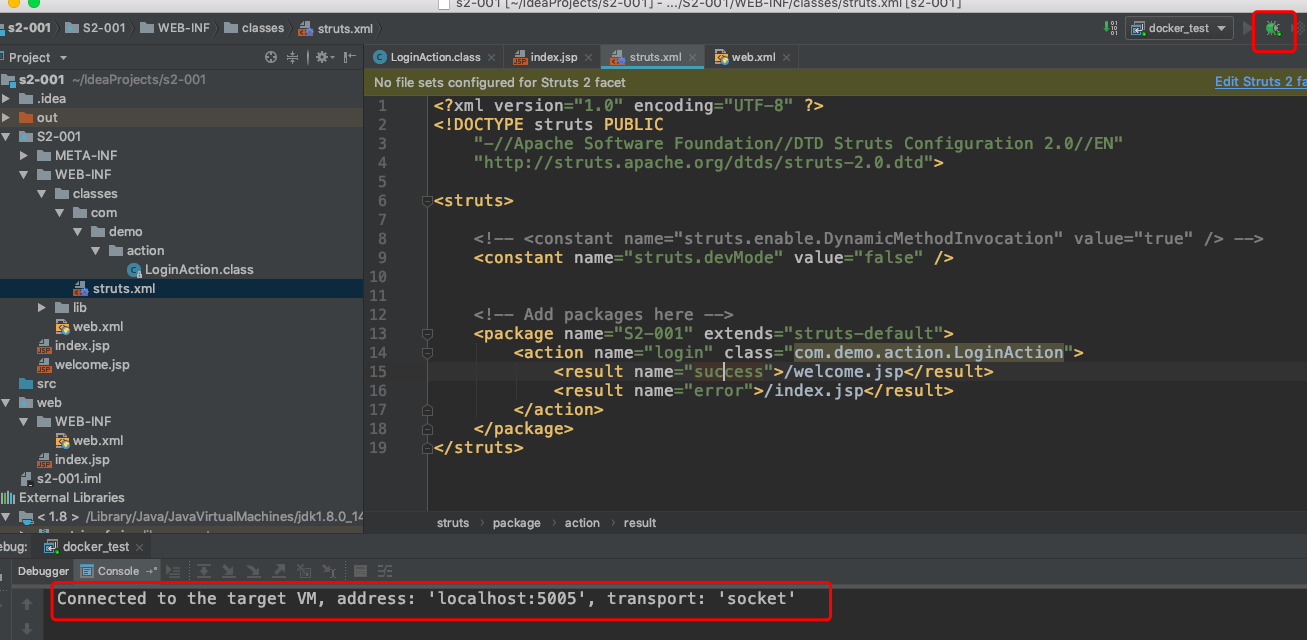 s2-001 [~/IdeaProjects/s2-001] - .../S2-001/WEB-INF/classes/struts.xml [s2-001]
s2-001 S2-001 WEB-INF classes struts.xml docker_test
Project
LoginAction.class index.jsp struts.xml web.xml
s2-001 ~/IdeaProjects/s2-001
.idea
out
S2-001
META-INF
WEB-INF
classes
com
demo
action
LoginAction.class
struts.xml
lib
web.xml
index.jsp
welcome.jsp
src
web
WEB-INF
web.xml
index.jsp
s2-001.iml
External Libraries
< 1.8 > /Library/Java/JavaVirtualMachines/jdk1.8.0_14
No file sets configured for Struts 2 facet Edit Struts 2 fa
1 <?xml version="1.0" encoding="UTF-8" ?>
2 <!DOCTYPE struts PUBLIC
3 "-//Apache Software Foundation//DTD Struts Configuration 2.0//EN"
4 "http://struts.apache.org/dtds/struts-2.0.dtd">
5
6 <struts>
7
8 <!-- <constant name="struts.enable.DynamicMethodInvocation" value="true" /> -->
9 <constant name="struts.devMode" value="false" />
10
11
12 <!-- Add packages here -->
13 <package name="S2-001" extends="struts-default">
14 <action name="login" class="com.demo.action.LoginAction">
15 <result name="success">/welcome.jsp</result>
16 <result name="error">/index.jsp</result>
17 </action>
18 </package>
19 </struts>
struts package action result
ebug: docker_test
Debugger Console
Connected to the target VM, address: 'localhost:5005', transport: 'socket'